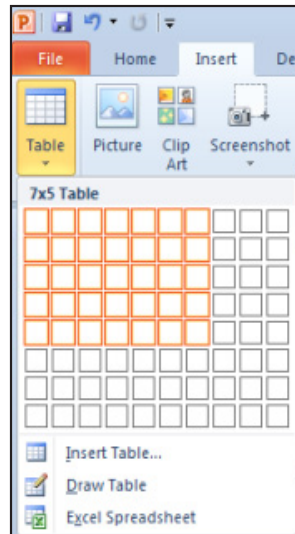 P
File Home Insert De
Table Picture Clip Art Screenshot
7x5 Table
Insert Table...
Draw Table
Excel Spreadsheet